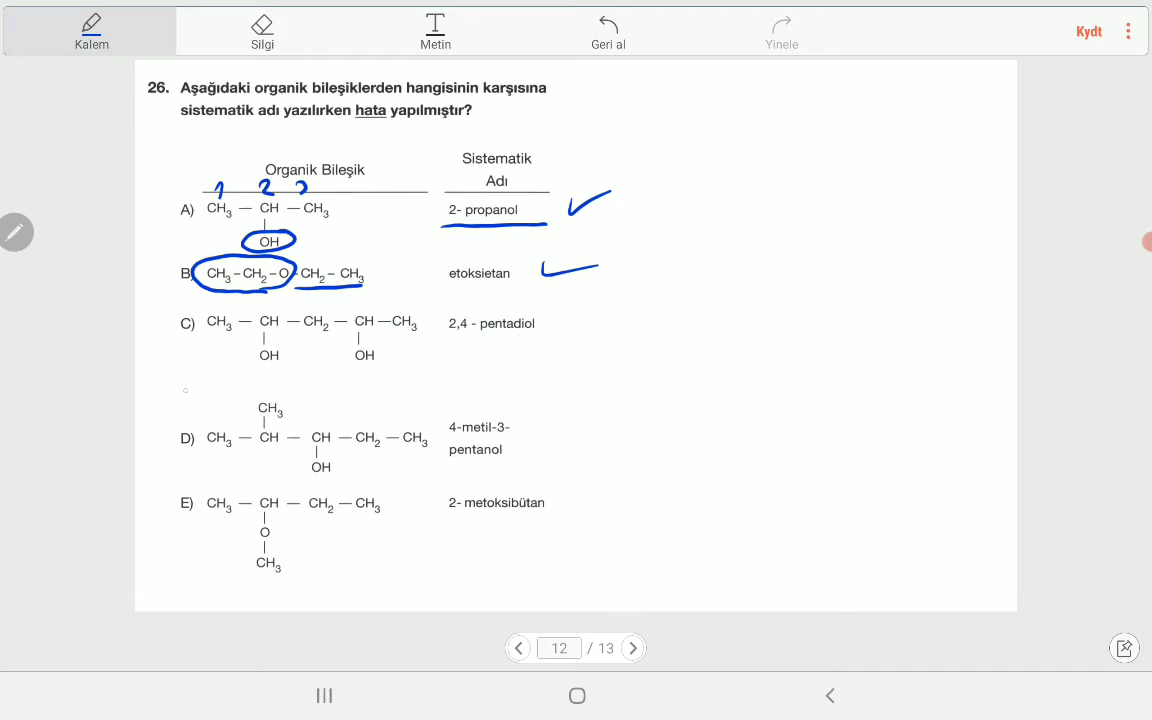 Kalem
Silgi
Metin
Geri al
Yinele
Kydt
26. Aşağıdaki organik bileşiklerden hangisinin karşısına
sistematik adı yazılırken hata yapılmıştır?
Organik Bileşik
Sistematik
Adı
1 2 3
A) CH₃ — CH — CH₃ 2- propanol
OH
B) CH₃ – CH₂ – O – CH₂ – CH₃ etoksietan
C) CH₃ — CH — CH₂ — CH — CH₃ 2,4 - pentadiol
OH OH
CH₃
D) CH₃ — CH — CH — CH₂ — CH₃ 4-metil-3-
pentanol
OH
E) CH₃ — CH — CH₂ — CH₃ 2- metoksibütan
O
CH₃
12 / 13